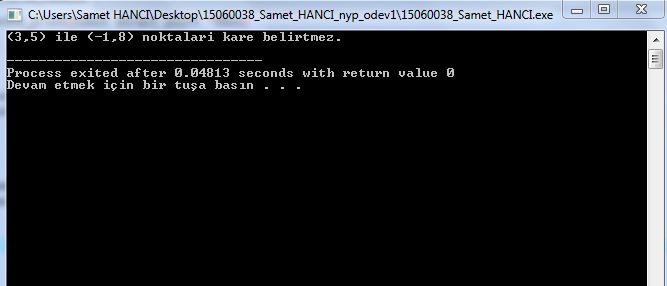 C:\Users\Samet HANCI\Desktop\15060038_Samet_HANCI_nyp_odev1\15060038_Samet_HANCI.exe
(3,5) ile (-1,8) noktalari kare belirtmez.
--------------------------------
Process exited after 0.04813 seconds with return value 0
Devam etmek için bir tuşa basın . . .